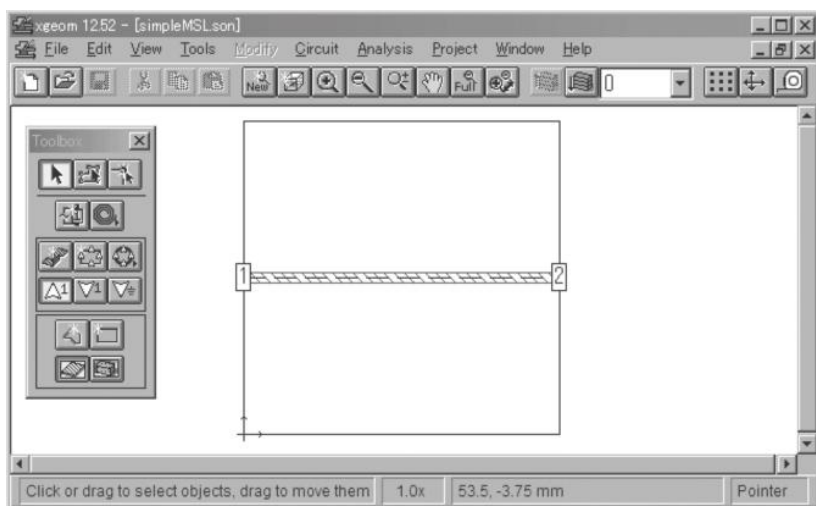 xgeom 12.52 - [simpleMSL.son]
File Edit View Tools Modify Circuit Analysis Project Window Help
New Full 0
Toolbox
1 2
1 1
Click or drag to select objects, drag to move them 1.0x 53.5, -3.75 mm Pointer